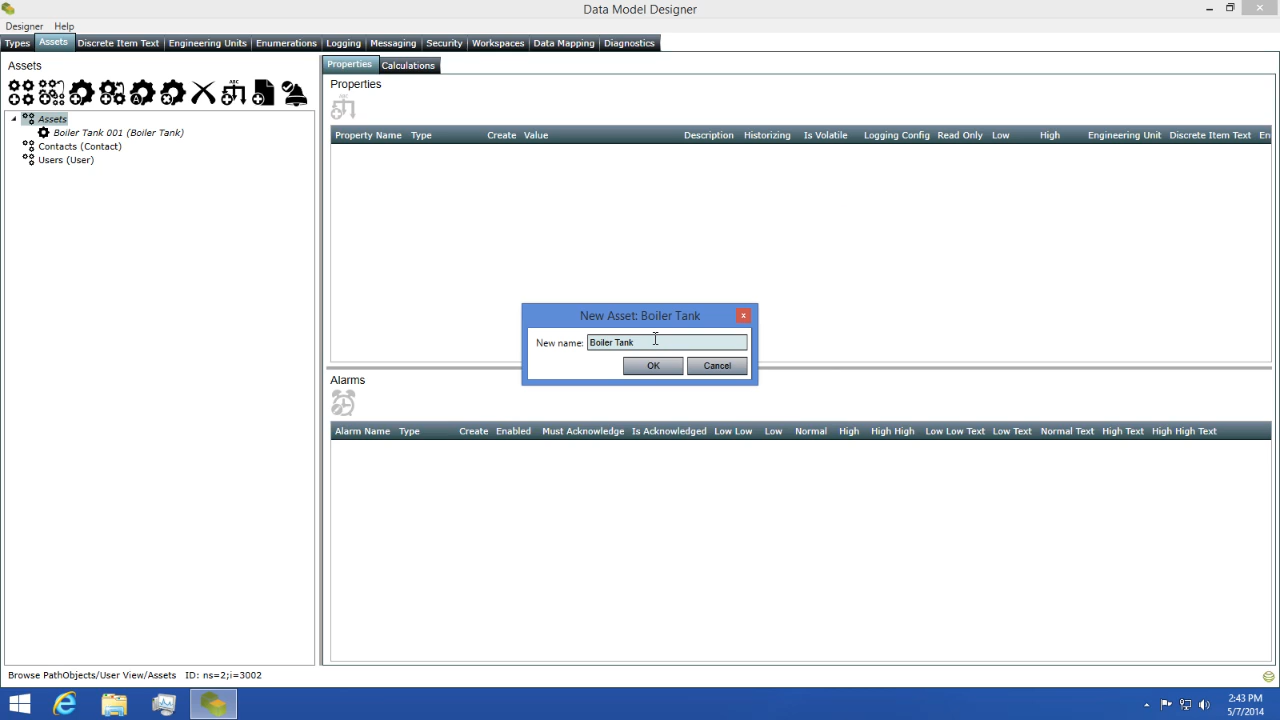 Data Model Designer
Designer Help
Types Assets Discrete Item Text Engineering Units Enumerations Logging Messaging Security Workspaces Data Mapping Diagnostics
Assets
Assets
Boiler Tank 001 (Boiler Tank)
Contacts (Contact)
Users (User)
Properties Calculations
Properties
ABC
Property Name Type Create Value Description Historizing Is Volatile Logging Config Read Only Low High Engineering Unit Discrete Item Text En
New Asset: Boiler Tank x
New name: Boiler Tank
OK Cancel
Alarms
Alarm Name Type Create Enabled Must Acknowledge Is Acknowledged Low Low Low Normal High High High Low Low Text Low Text Normal Text High Text High High Text
Browse PathObjects/User View/Assets ID: ns=2;i=3002
2:43 PM
5/7/2014